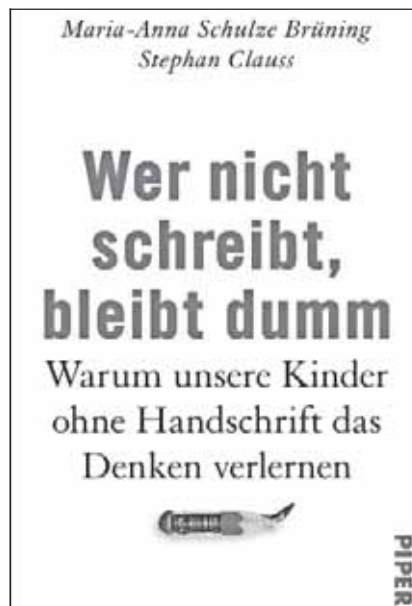 Maria-Anna Schulze Brüning
Stephan Clauss
Wer nicht
schreibt,
bleibt dumm
Warum unsere Kinder
ohne Handschrift das
Denken verlernen
PIPER